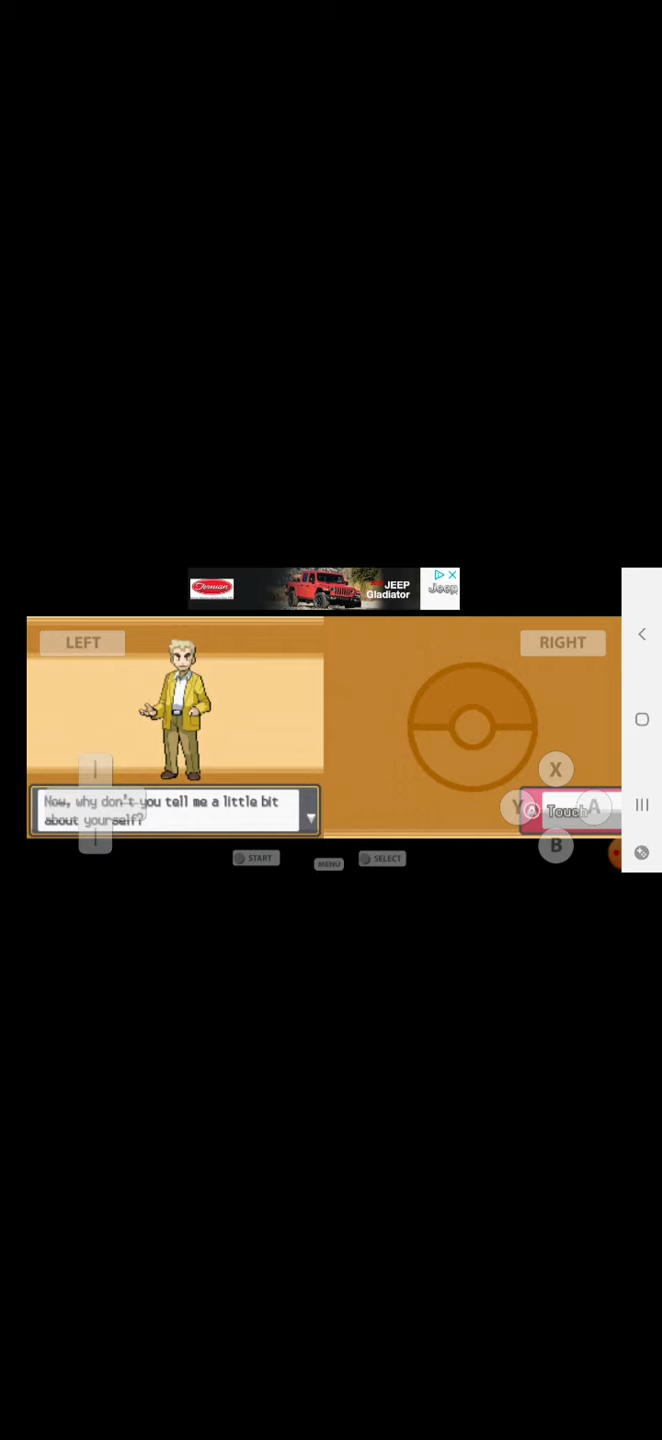 JEEP
Gladiator
Jeep
LEFT
RIGHT
X
Now, why don't you tell me a little bit
about yourself?
Y
A
Touch
A
B
START
MENU
SELECT